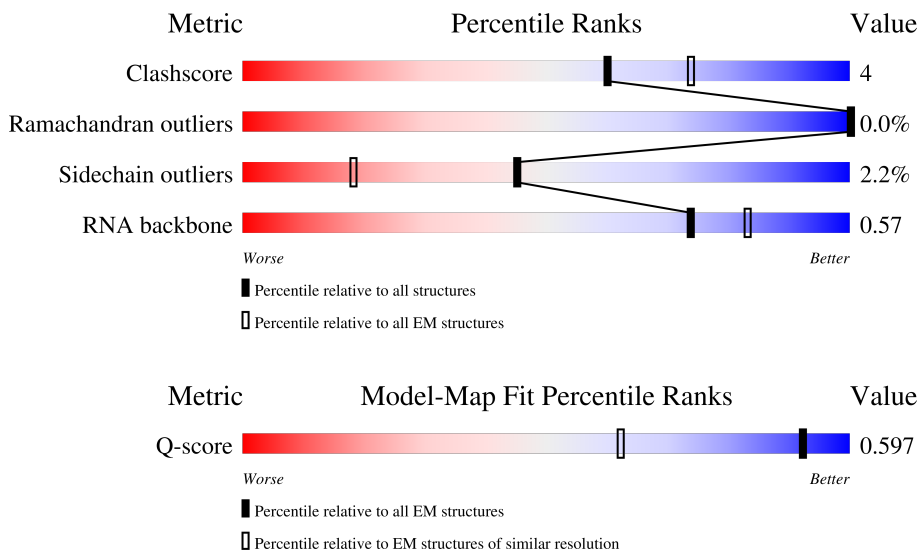 Metric Percentile Ranks Value
Clashscore 4
Ramachandran outliers 0.0%
Sidechain outliers 2.2%
RNA backbone 0.57
Worse Better
Percentile relative to all structures
Percentile relative to all EM structures
Metric Model-Map Fit Percentile Ranks Value
Q-score 0.597
Worse Better
Percentile relative to all EM structures
Percentile relative to EM structures of similar resolution